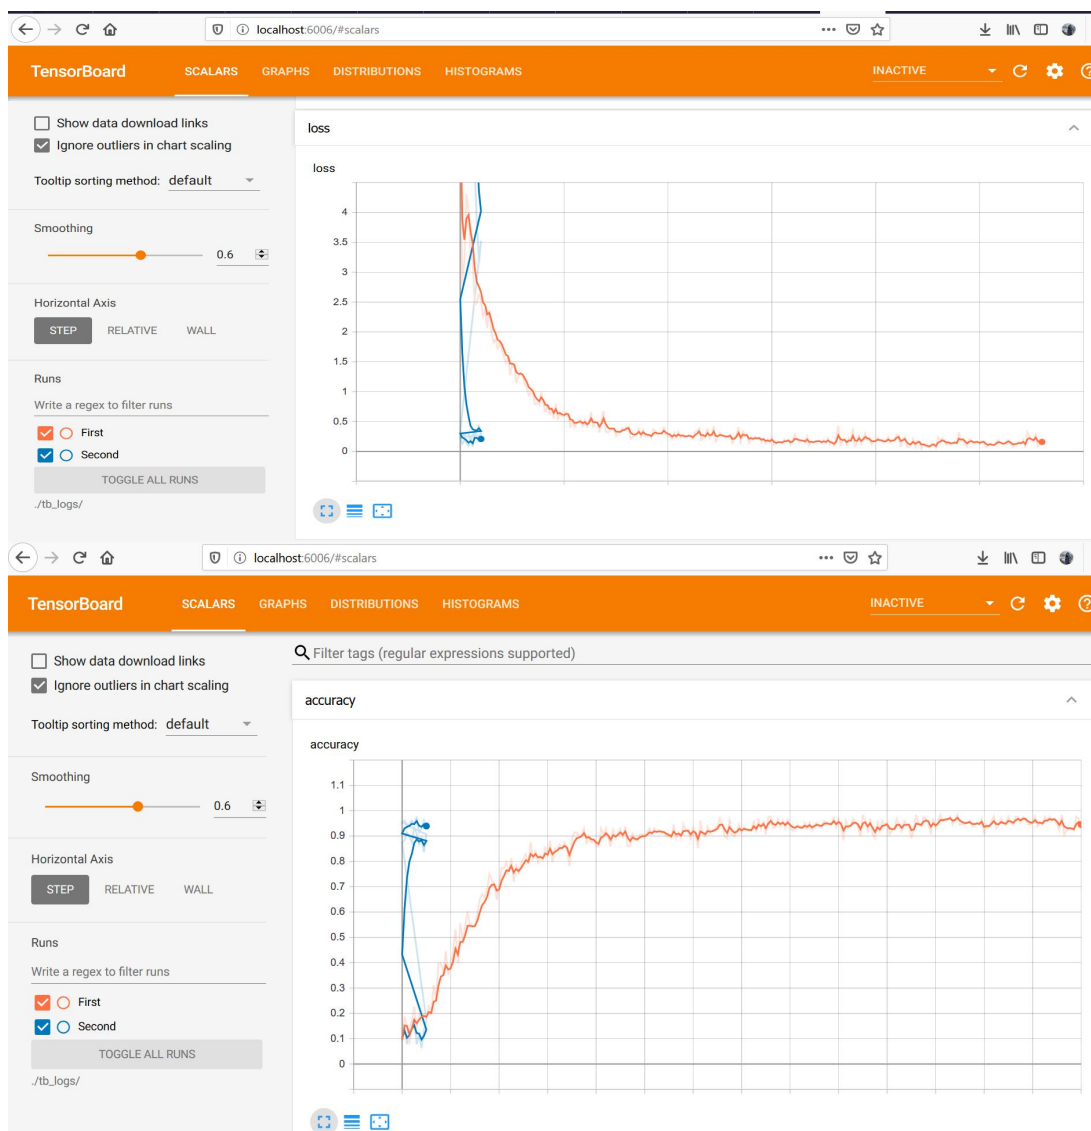 localhost:6006/#scalars
TensorBoard SCALARS GRAPHS DISTRIBUTIONS HISTOGRAMS INACTIVE
Show data download links
Ignore outliers in chart scaling
Tooltip sorting method: default
Smoothing
0.6
Horizontal Axis
STEP RELATIVE WALL
Runs
Write a regex to filter runs
First
Second
TOGGLE ALL RUNS
./tb_logs/
loss
loss
4
3.5
3
2.5
2
1.5
1
0.5
0
localhost:6006/#scalars
TensorBoard SCALARS GRAPHS DISTRIBUTIONS HISTOGRAMS INACTIVE
Show data download links
Ignore outliers in chart scaling
Tooltip sorting method: default
Smoothing
0.6
Horizontal Axis
STEP RELATIVE WALL
Runs
Write a regex to filter runs
First
Second
TOGGLE ALL RUNS
./tb_logs/
Filter tags (regular expressions supported)
accuracy
accuracy
1.1
1
0.9
0.8
0.7
0.6
0.5
0.4
0.3
0.2
0.1
0